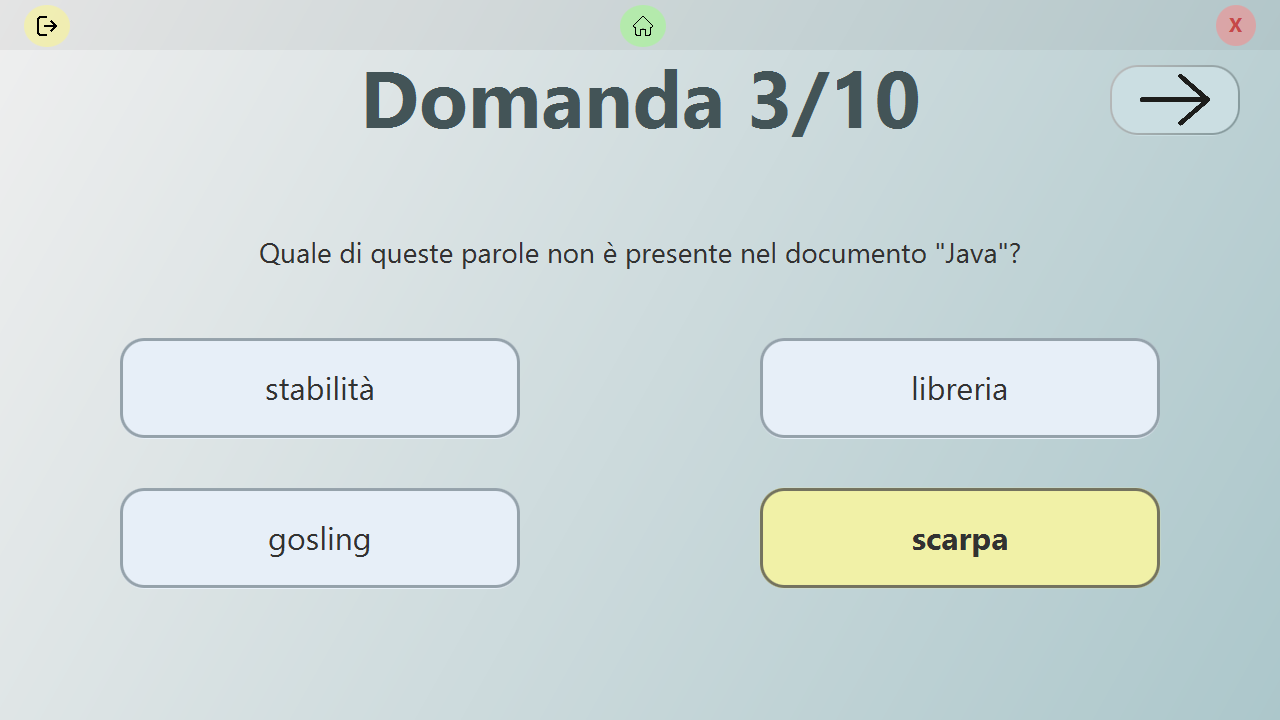 X
Domanda 3/10
Quale di queste parole non è presente nel documento "Java"?
stabilità
libreria
gosling
scarpa